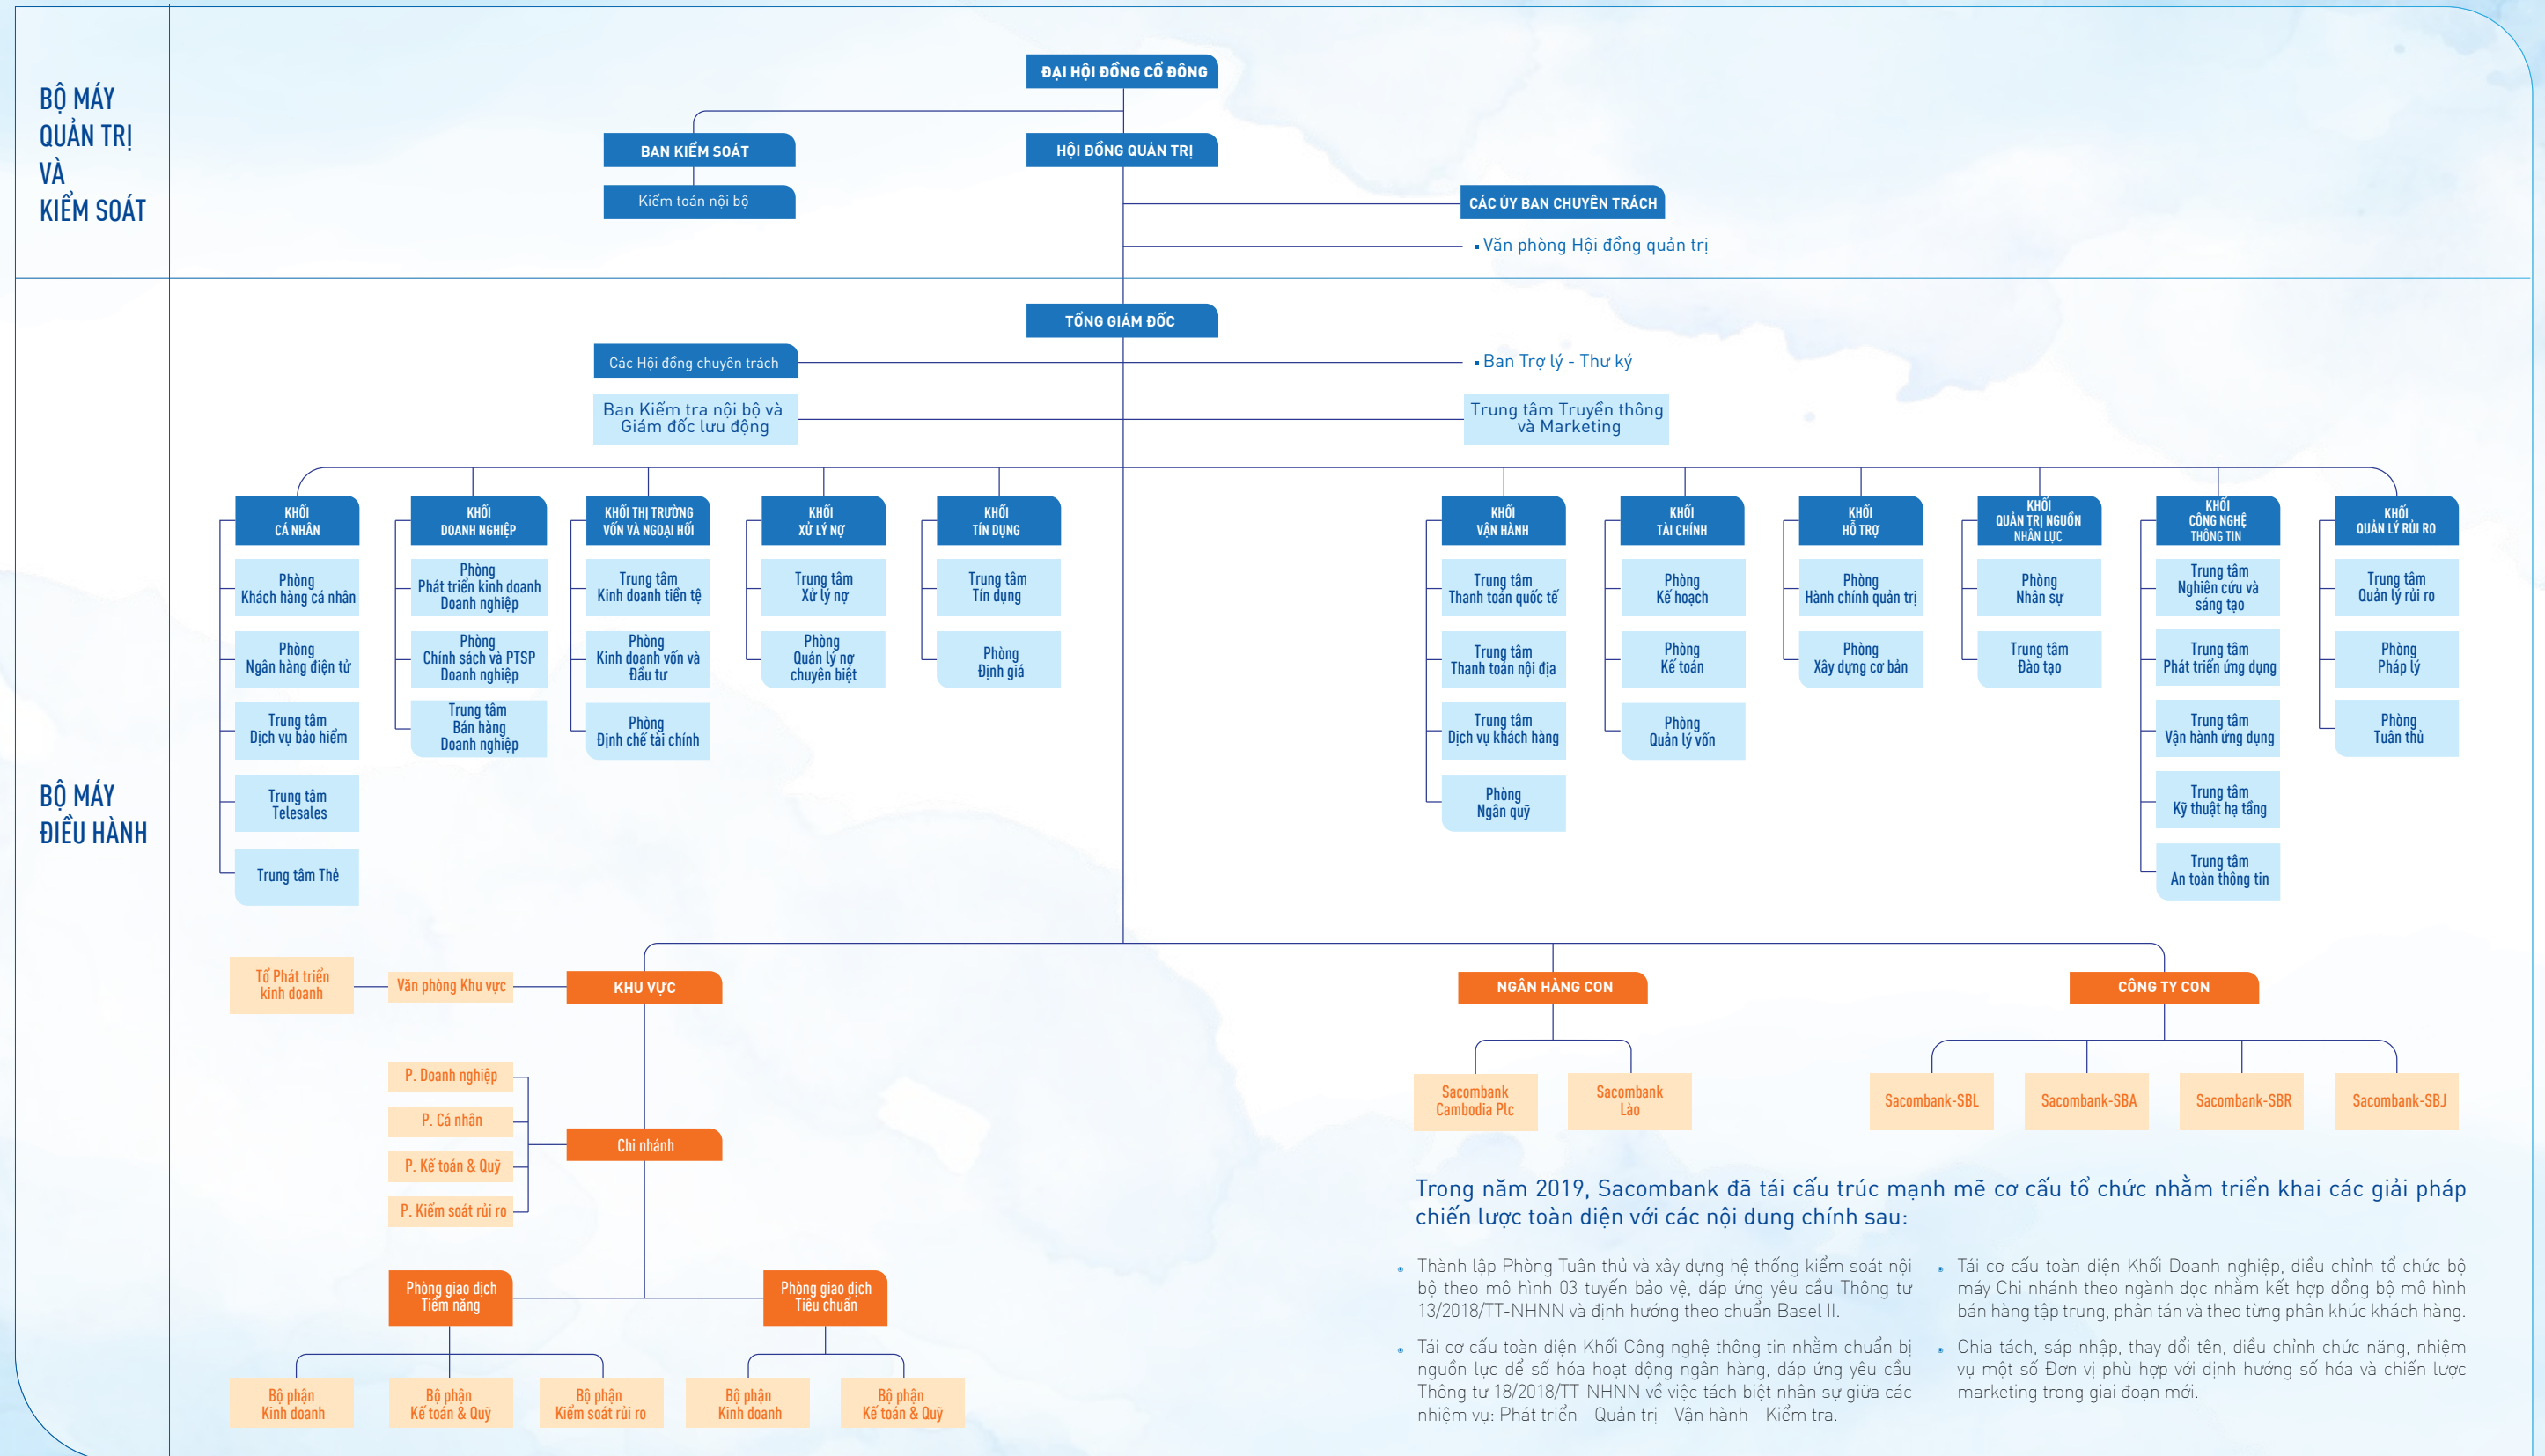 BỘ MÁY
QUẢN TRỊ
VÀ
KIỂM SOÁT
ĐẠI HỘI ĐỒNG CỔ ĐÔNG
BAN KIỂM SOÁT
HỘI ĐỒNG QUẢN TRỊ
Kiểm toán nội bộ
CÁC ỦY BAN CHUYÊN TRÁCH
Văn phòng Hội đồng quản trị
BỘ MÁY
ĐIỀU HÀNH
TỔNG GIÁM ĐỐC
Các Hội đồng chuyên trách
Ban Trợ lý - Thư ký
Ban Kiểm tra nội bộ và
Giám đốc lưu động
Trung tâm Truyền thông
và Marketing
KHỐI
CÁ NHÂN
Phòng
Khách hàng cá nhân
Phòng
Ngân hàng điện tử
Trung tâm
Dịch vụ bảo hiểm
Trung tâm
Telesales
Trung tâm Thẻ
KHỐI
DOANH NGHIỆP
Phòng
Phát triển kinh doanh
Doanh nghiệp
Phòng
Chính sách và PTSP
Doanh nghiệp
Trung tâm
Bán hàng
Doanh nghiệp
KHỐI THỊ TRƯỜNG
VỐN VÀ NGOẠI HỐI
Trung tâm
Kinh doanh tiền tệ
Phòng
Kinh doanh vốn và
Đầu tư
Phòng
Định chế tài chính
KHỐI
XỬ LÝ NỢ
Trung tâm
Xử lý nợ
Phòng
Quản lý nợ
chuyên biệt
KHỐI
TÍN DỤNG
Trung tâm
Tín dụng
Phòng
Định giá
KHỐI
VẬN HÀNH
Trung tâm
Thanh toán quốc tế
Trung tâm
Thanh toán nội địa
Trung tâm
Dịch vụ khách hàng
Phòng
Ngân quỹ
KHỐI
TÀI CHÍNH
Phòng
Kế hoạch
Phòng
Kế toán
Phòng
Quản lý vốn
KHỐI
HỖ TRỢ
Phòng
Hành chính quản trị
Phòng
Xây dựng cơ bản
KHỐI
QUẢN TRỊ NGUỒN
NHÂN LỰC
Phòng
Nhân sự
Trung tâm
Đào tạo
KHỐI
CÔNG NGHỆ
THÔNG TIN
Trung tâm
Nghiên cứu và
sáng tạo
Trung tâm
Phát triển ứng dụng
Trung tâm
Vận hành ứng dụng
Trung tâm
Kỹ thuật hạ tầng
Trung tâm
An toàn thông tin
KHỐI
QUẢN LÝ RỦI RO
Trung tâm
Quản lý rủi ro
Phòng
Pháp lý
Phòng
Tuân thủ
Tổ Phát triển
kinh doanh
Văn phòng Khu vực
KHU VỰC
P. Doanh nghiệp
P. Cá nhân
P. Kế toán & Quỹ
P. Kiểm soát rủi ro
Chi nhánh
Phòng giao dịch
Tiềm năng
Phòng giao dịch
Tiêu chuẩn
Bộ phận
Kinh doanh
Bộ phận
Kế toán & Quỹ
Bộ phận
Kiểm soát rủi ro
Bộ phận
Kinh doanh
Bộ phận
Kế toán & Quỹ
NGÂN HÀNG CON
Sacombank
Cambodia Plc
Sacombank
Lào
CÔNG TY CON
Sacombank-SBL
Sacombank-SBA
Sacombank-SBR
Sacombank-SBJ
Trong năm 2019, Sacombank đã tái cấu trúc mạnh mẽ cơ cấu tổ chức nhằm triển khai các giải pháp
chiến lược toàn diện với các nội dung chính sau:
Thành lập Phòng Tuân thủ và xây dựng hệ thống kiểm soát nội
bộ theo mô hình 03 tuyến bảo vệ, đáp ứng yêu cầu Thông tư
13/2018/TT-NHNN và định hướng theo chuẩn Basel II.
Tái cơ cấu toàn diện Khối Công nghệ thông tin nhằm chuẩn bị
nguồn lực để số hóa hoạt động ngân hàng, đáp ứng yêu cầu
Thông tư 18/2018/TT-NHNN về việc tách biệt nhân sự giữa các
nhiệm vụ: Phát triển - Quản trị - Vận hành - Kiểm tra.
Tái cơ cấu toàn diện Khối Doanh nghiệp, điều chỉnh tổ chức bộ
máy Chi nhánh theo ngành dọc nhằm kết hợp đồng bộ mô hình
bán hàng tập trung, phân tán và theo từng phân khúc khách hàng.
Chia tách, sáp nhập, thay đổi tên, điều chỉnh chức năng, nhiệm
vụ một số Đơn vị phù hợp với định hướng số hóa và chiến lược
marketing trong giai đoạn mới.